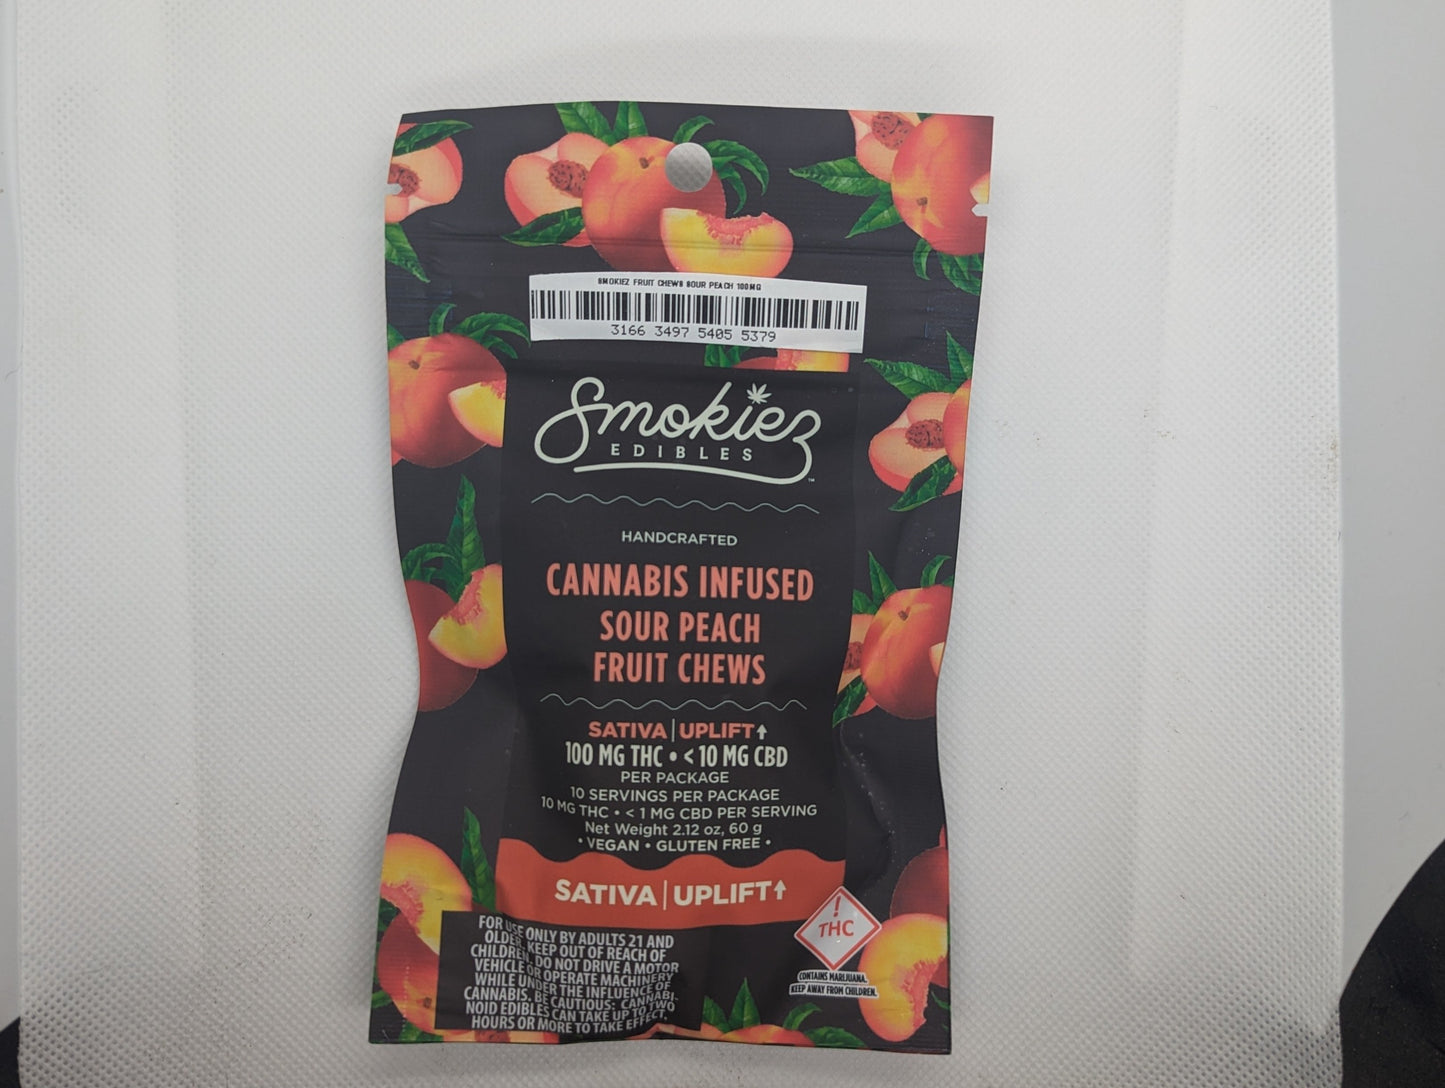 SMOKIEZ FRUIT CHEWS SOUR PEACH 100MG
3166 3497 5405 5379
Smokiez
EDIBLES
™
HANDCRAFTED
CANNABIS INFUSED
SOUR PEACH
FRUIT CHEWS
SATIVA | UPLIFT↑
100 MG THC • < 10 MG CBD
PER PACKAGE
10 SERVINGS PER PACKAGE
10 MG THC • < 1 MG CBD PER SERVING
Net Weight 2.12 oz, 60 g
• VEGAN • GLUTEN FREE •
SATIVA | UPLIFT↑
FOR USE ONLY BY ADULTS 21 AND
OLDER. KEEP OUT OF REACH OF
CHILDREN. DO NOT DRIVE A MOTOR
VEHICLE OR OPERATE MACHINERY
WHILE UNDER THE INFLUENCE OF
CANNABIS. BE CAUTIOUS: CANNABI-
NOID EDIBLES CAN TAKE UP TO TWO
HOURS OR MORE TO TAKE EFFECT.
!
THC
CONTAINS MARIJUANA.
KEEP AWAY FROM CHILDREN.